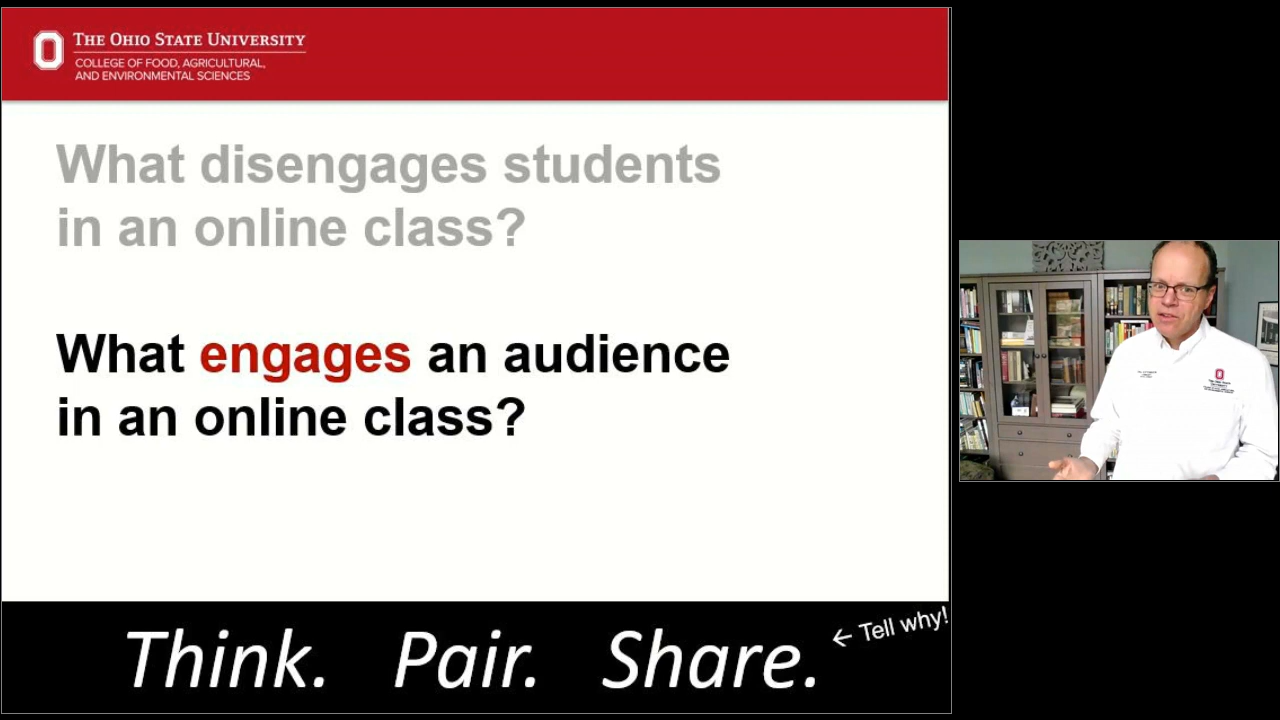 THE OHIO STATE UNIVERSITY
COLLEGE OF FOOD, AGRICULTURAL,
AND ENVIRONMENTAL SCIENCES
What disengages students
in an online class?
What engages an audience
in an online class?
Think. Pair. Share.
← Tell why!